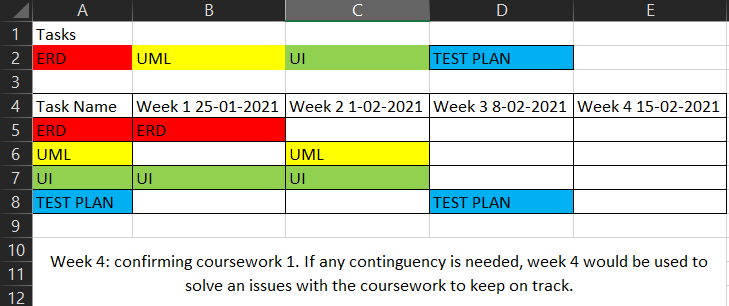 A B C D E
1 Tasks
2 ERD UML UI TEST PLAN
3
4 Task Name Week 1 25-01-2021 Week 2 1-02-2021 Week 3 8-02-2021 Week 4 15-02-2021
5 ERD ERD
6 UML UML
7 UI UI UI
8 TEST PLAN TEST PLAN
9
10
Week 4: confirming coursework 1. If any continguency is needed, week 4 would be used to
11
solve an issues with the coursework to keep on track.
12